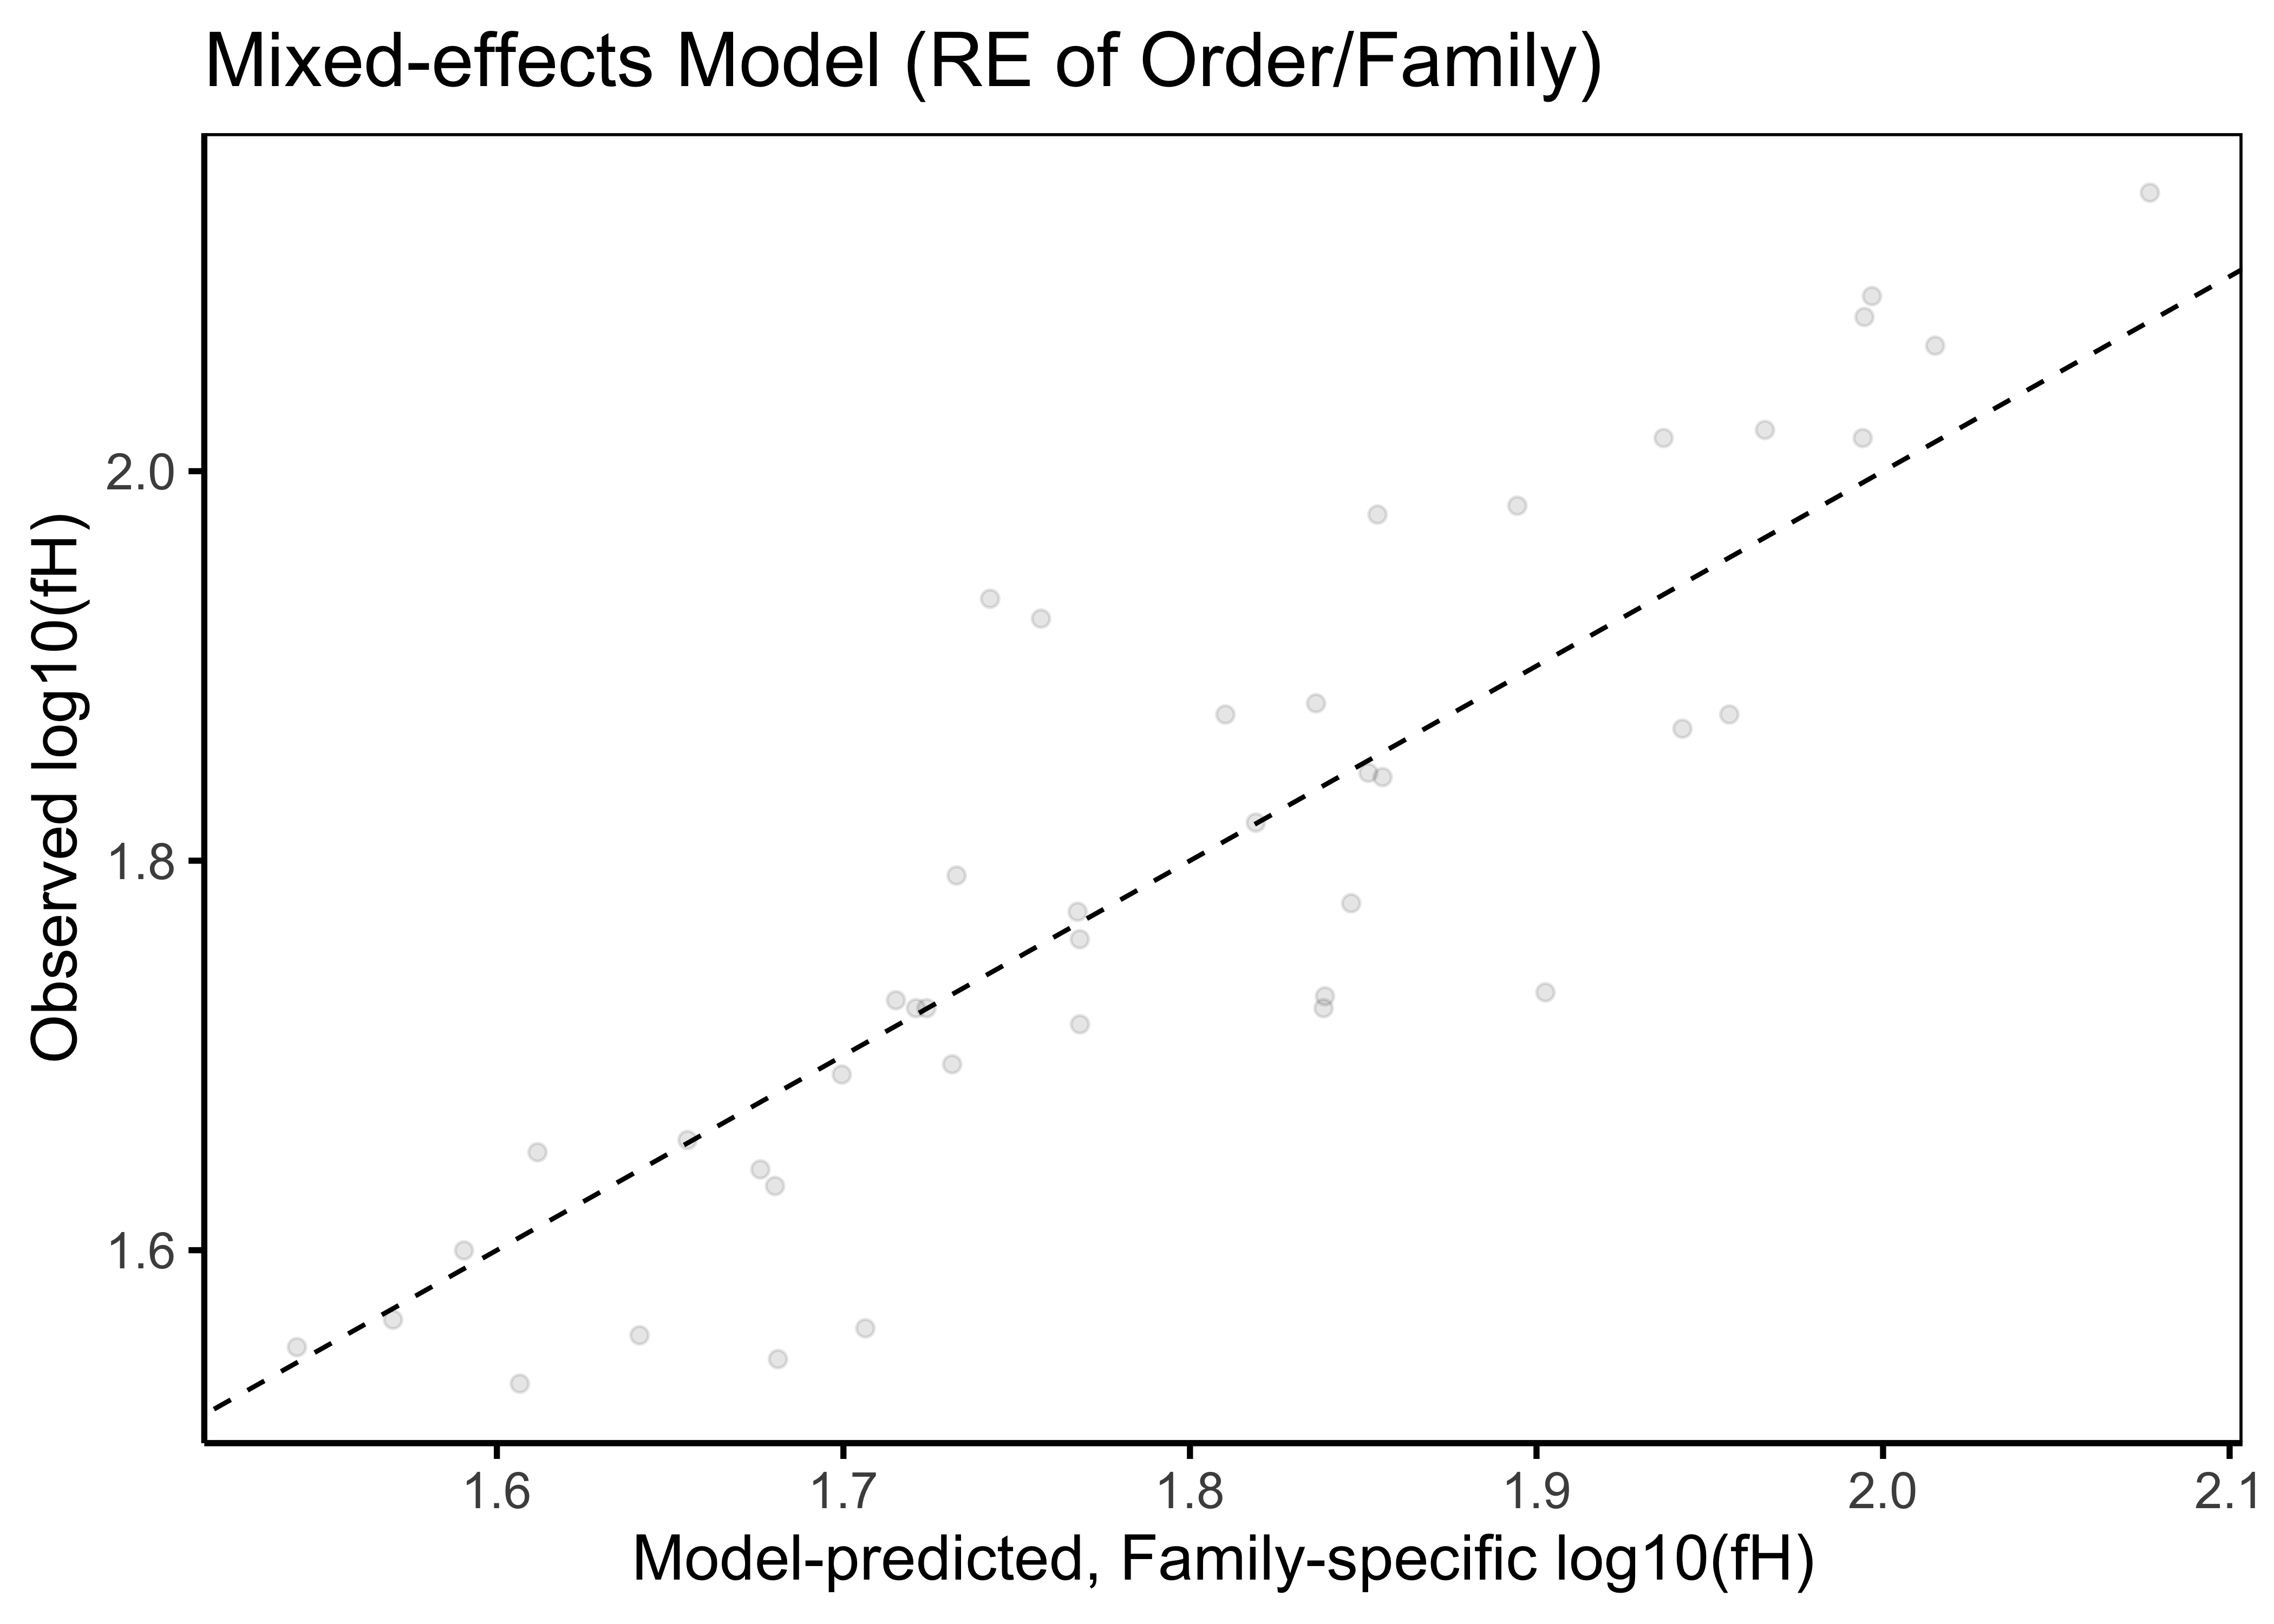 Mixed-effects Model (RE of Order/Family)
Observed log10(fH)
2.0
1.8
1.6
1.6 1.7 1.8 1.9 2.0 2.1
Model-predicted, Family-specific log10(fH)